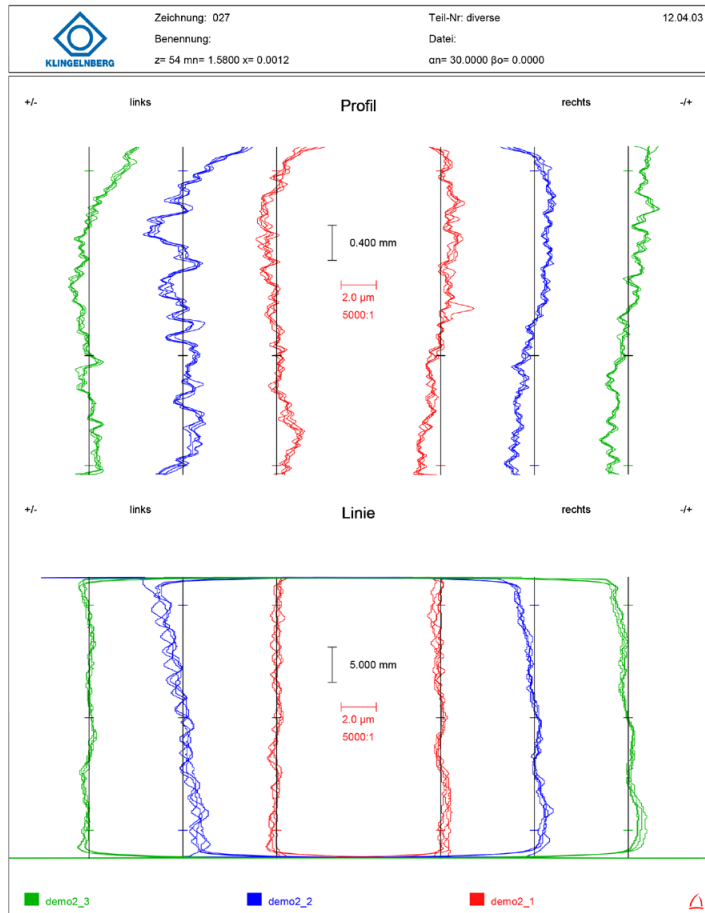 Zeichnung: 027
Teil-Nr: diverse
12.04.03
Benennung:
Datei:
KLINGELNBERG
z= 54 mn= 1.5800 x= 0.0012
αn= 30.0000 βo= 0.0000
+/- links Profil rechts -/+
0.400 mm
2.0 µm
5000:1
+/- links Linie rechts -/+
5.000 mm
2.0 µm
5000:1
demo2_3 demo2_2 demo2_1